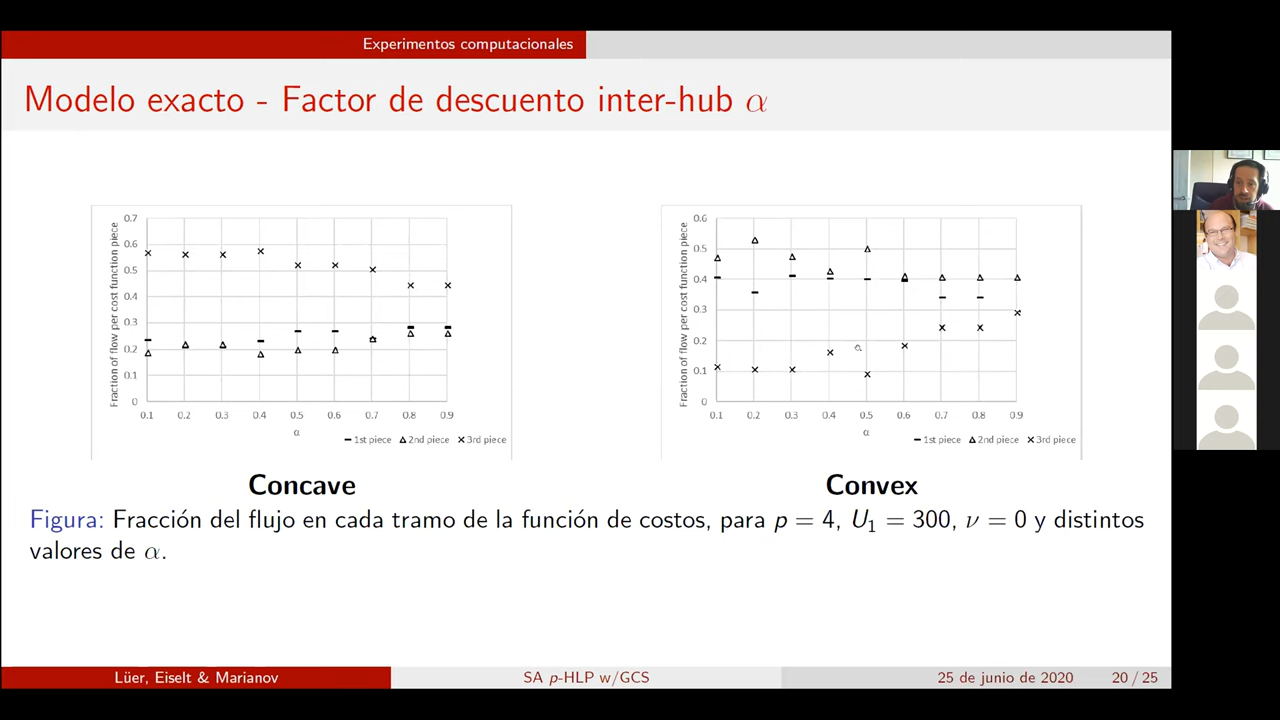 Experimentos computacionales
Modelo exacto - Factor de descuento inter-hub α
Fraction of flow per cost function piece
0.7
0.6
0.5
0.4
0.3
0.2
0.1
0
0.1 0.2 0.3 0.4 0.5 0.6 0.7 0.8 0.9
α
1st piece 2nd piece 3rd piece
Concave
Fraction of flow per cost function piece
0.6
0.5
0.4
0.3
0.2
0.1
0
0.1 0.2 0.3 0.4 0.5 0.6 0.7 0.8 0.9
α
1st piece 2nd piece 3rd piece
Convex
Figura: Fracción del flujo en cada tramo de la función de costos, para p = 4, U₁ = 300, ν = 0 y distintos
valores de α.
Lüer, Eiselt & Marianov SA p-HLP w/GCS 25 de junio de 2020 20 / 25